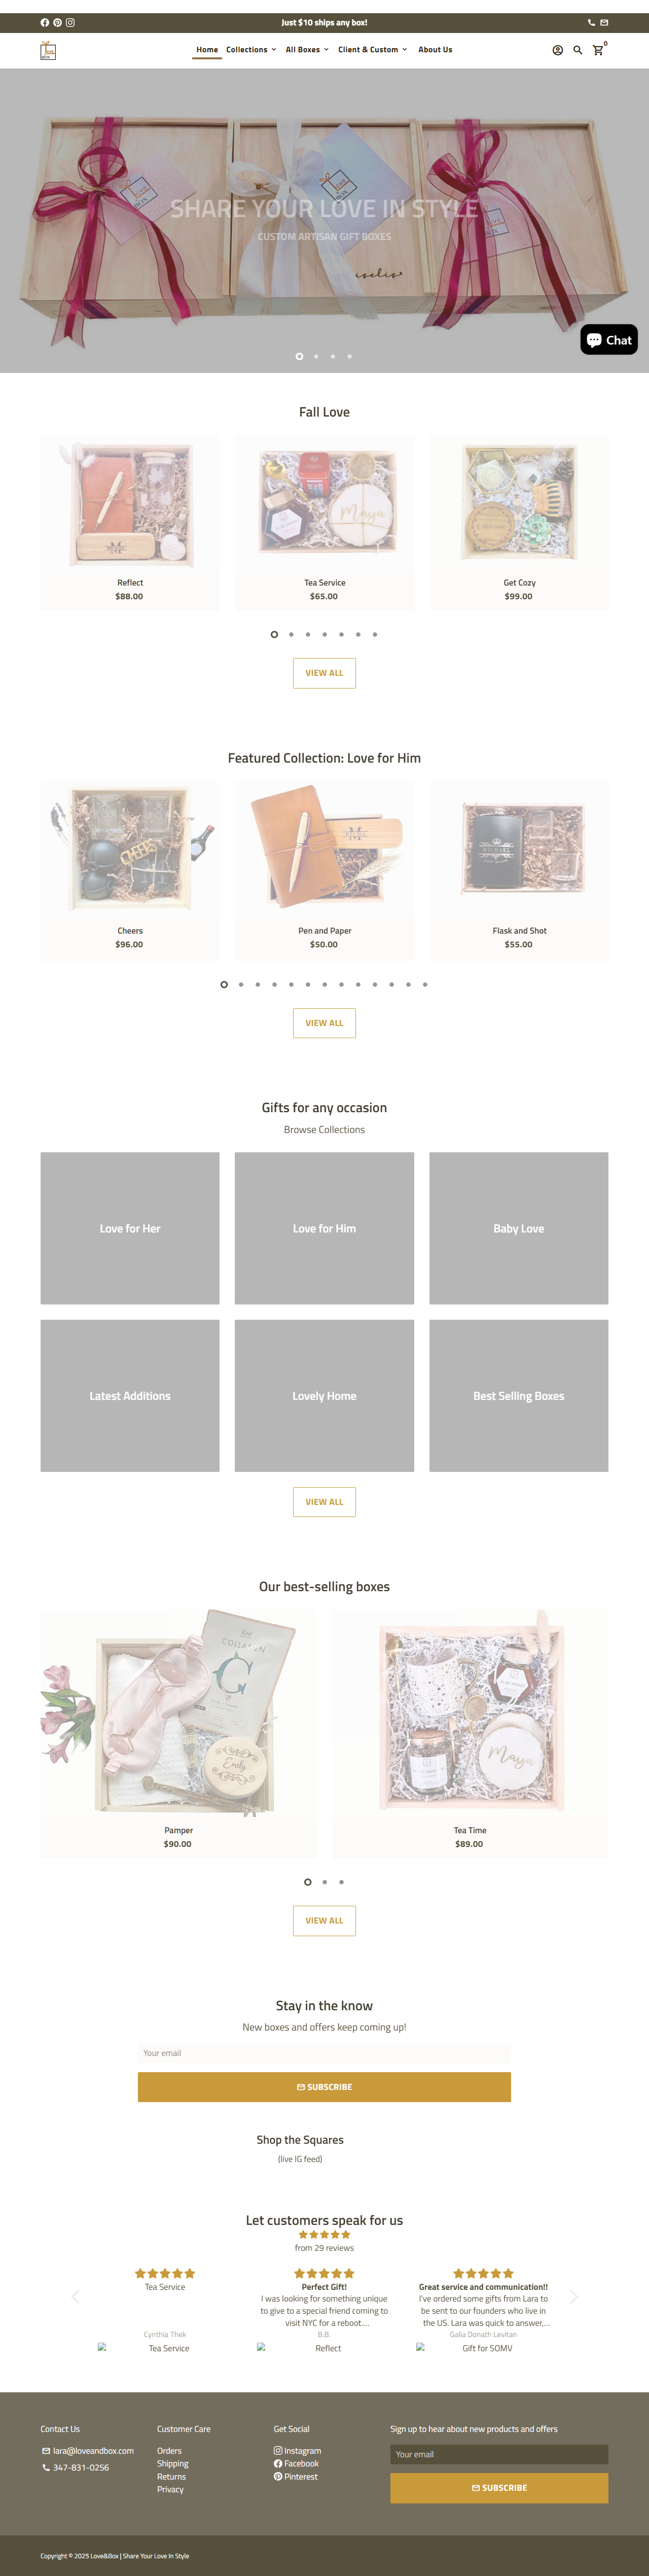 Just $10 ships any box!
Home
Collections
All Boxes
Client & Custom
About Us
0
SHARE YOUR LOVE IN STYLE
CUSTOM ARTISAN GIFT BOXES
Chat
Fall Love
Reflect
$88.00
Tea Service
$65.00
Get Cozy
$99.00
VIEW ALL
Featured Collection: Love for Him
Cheers
$96.00
Pen and Paper
$50.00
Flask and Shot
$55.00
VIEW ALL
Gifts for any occasion
Browse Collections
Love for Her
Love for Him
Baby Love
Latest Additions
Lovely Home
Best Selling Boxes
VIEW ALL
Our best-selling boxes
COLLAGEN
Emily
Maya
Pamper
$90.00
Tea Time
$89.00
VIEW ALL
Stay in the know
New boxes and offers keep coming up!
Your email
SUBSCRIBE
Shop the Squares
(live IG feed)
Let customers speak for us
from 29 reviews
Tea Service
Cynthia Thek
Tea Service
Perfect Gift!
I was looking for something unique
to give to a special friend coming to
visit NYC for a reboot....
B.B.
Reflect
Great service and communication!!
I've ordered some gifts from Lara to
be sent to our founders who live in
the US. Lara was quick to answer,...
Galia Donath Levitan
Gift for SOMV
Contact Us
lara@loveandbox.com
347-831-0256
Customer Care
Orders
Shipping
Returns
Privacy
Get Social
Instagram
Facebook
Pinterest
Sign up to hear about new products and offers
Your email
SUBSCRIBE
Copyright © 2025 Love&Box | Share Your Love In Style